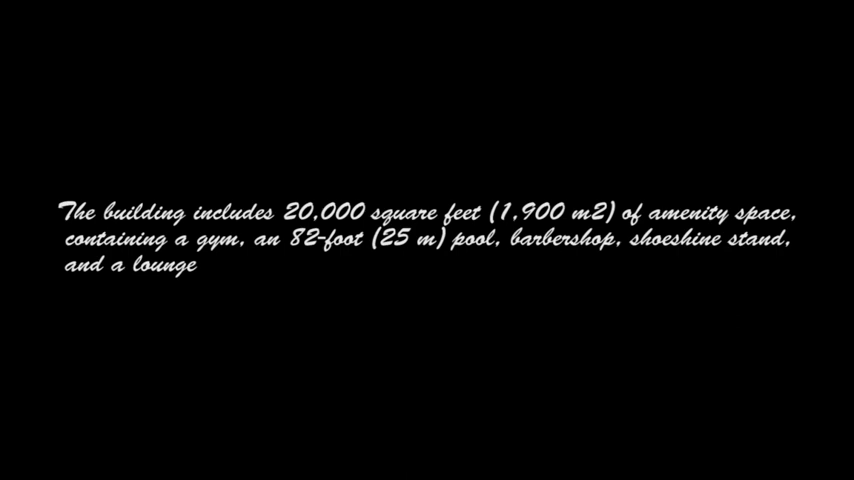 The building includes 20,000 square feet (1,900 m2) of amenity space,
containing a gym, an 82-foot (25 m) pool, barbershop, shoeshine stand,
and a lounge